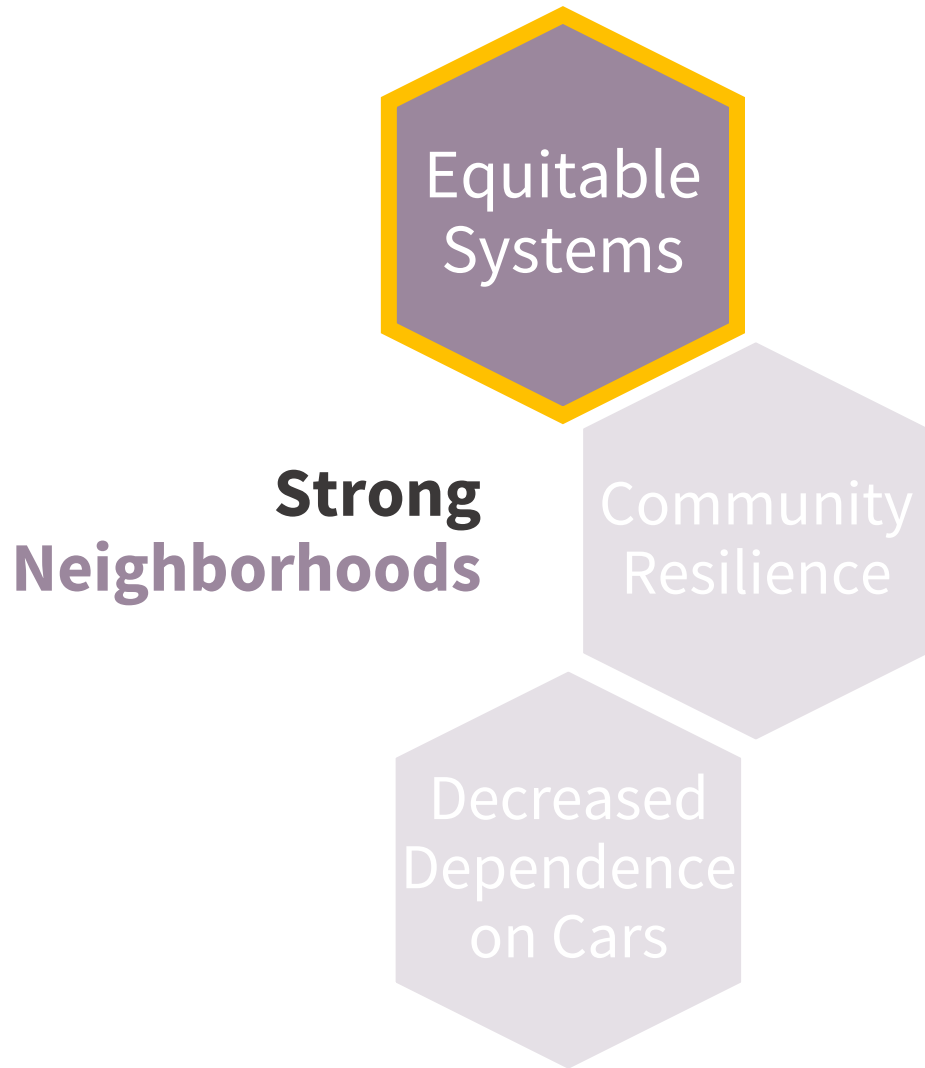 Equitable
Systems
Strong
Neighborhoods
Community
Resilience
Decreased
Dependence
on Cars